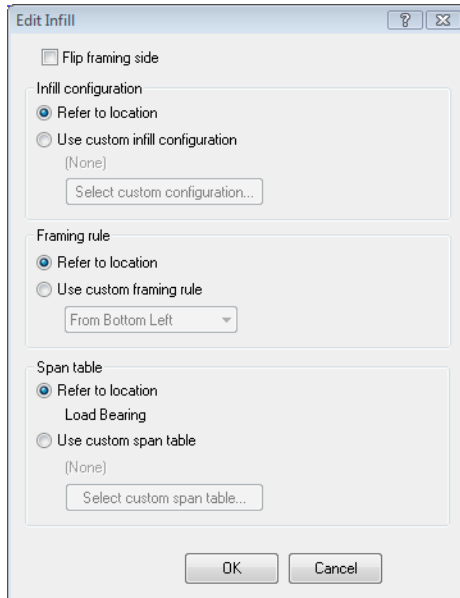 Edit Infill
?
Flip framing side
Infill configuration
Refer to location
Use custom infill configuration
(None)
Select custom configuration...
Framing rule
Refer to location
Use custom framing rule
From Bottom Left
Span table
Refer to location
Load Bearing
Use custom span table
(None)
Select custom span table...
OK Cancel